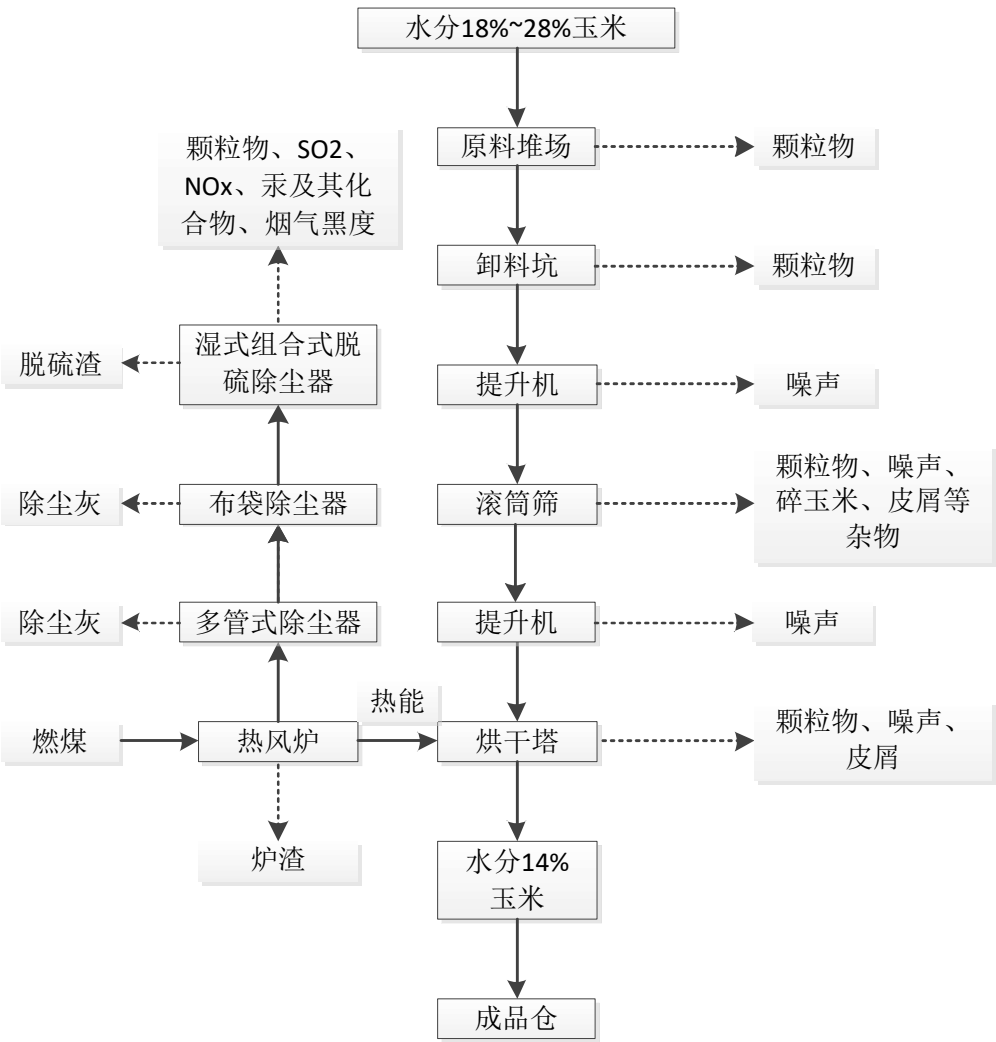 水分18%~28%玉米
颗粒物、SO2、
NOx、汞及其化
合物、烟气黑度
原料堆场
颗粒物
卸料坑
颗粒物
脱硫渣
湿式组合式脱
硫除尘器
提升机
噪声
除尘灰
布袋除尘器
滚筒筛
颗粒物、噪声、
碎玉米、皮屑等
杂物
除尘灰
多管式除尘器
提升机
噪声
燃煤
热风炉
热能
烘干塔
颗粒物、噪声、
皮屑
炉渣
水分14%
玉米
成品仓